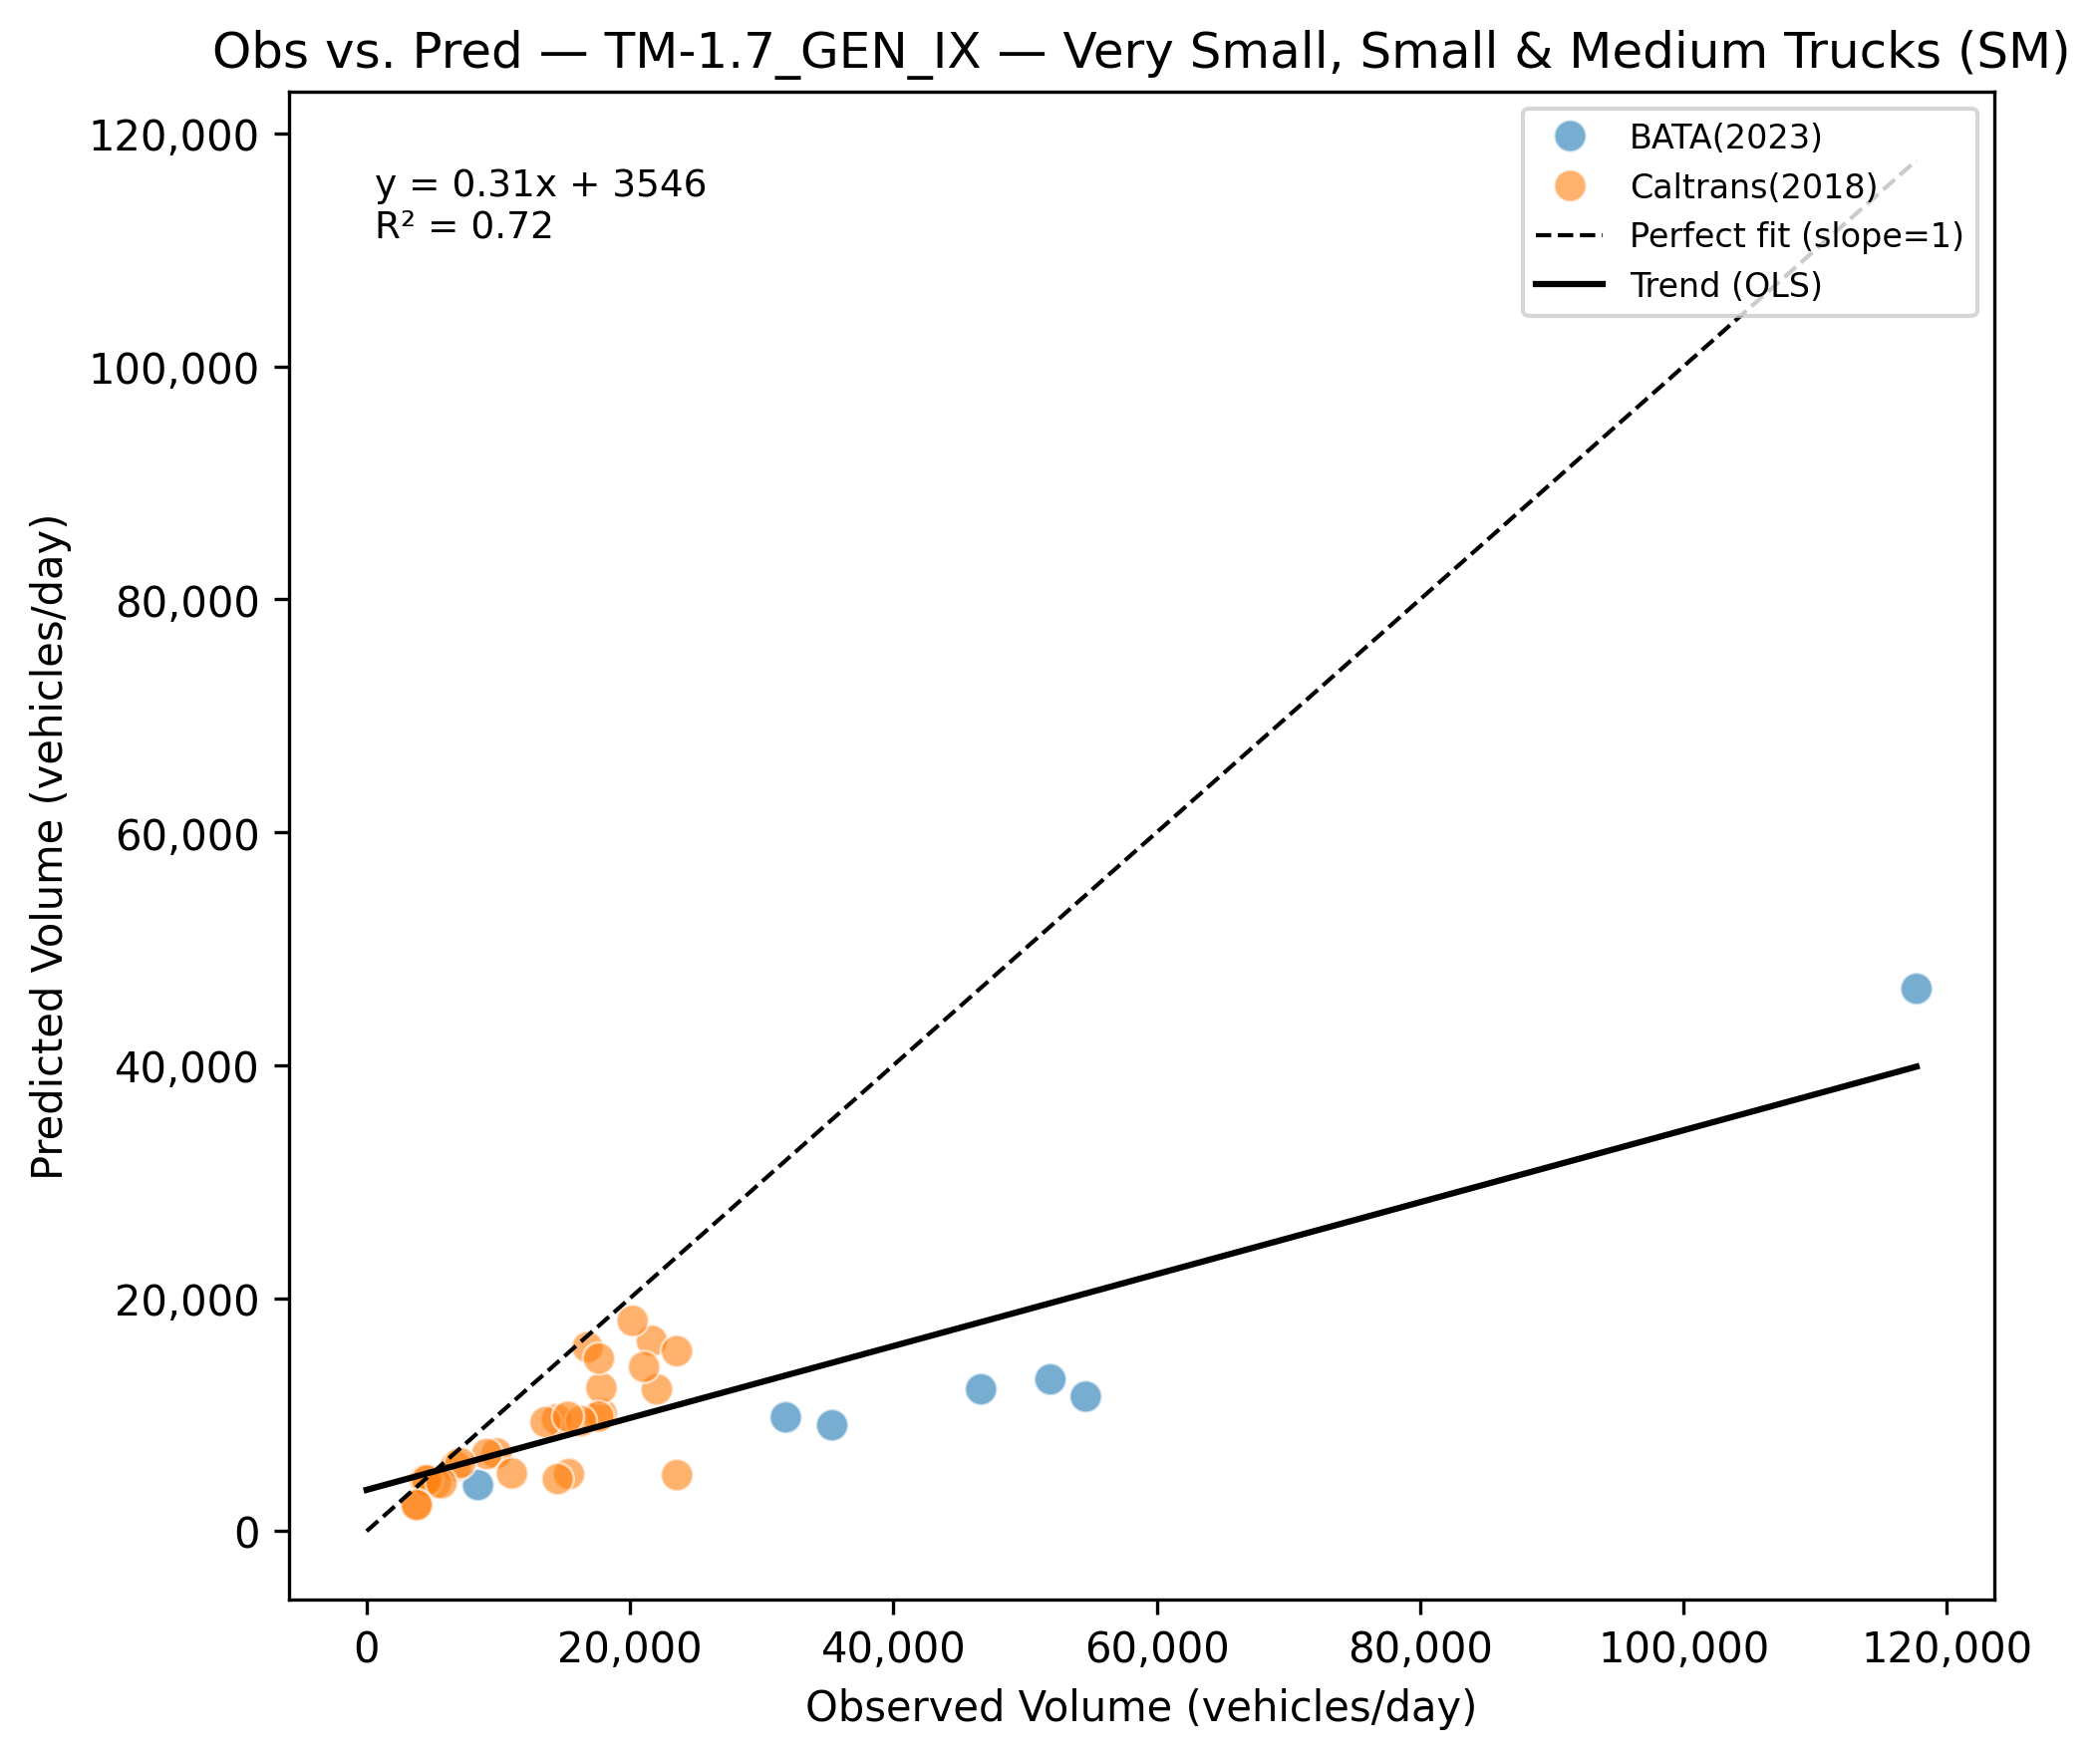 Obs vs. Pred — TM-1.7_GEN_IX — Very Small, Small & Medium Trucks (SM)
120,000
100,000
80,000
60,000
40,000
20,000
0
Predicted Volume (vehicles/day)
y = 0.31x + 3546
R² = 0.72
BATA(2023)
Caltrans(2018)
Perfect fit (slope=1)
Trend (OLS)
0
20,000
40,000
60,000
80,000
100,000
120,000
Observed Volume (vehicles/day)